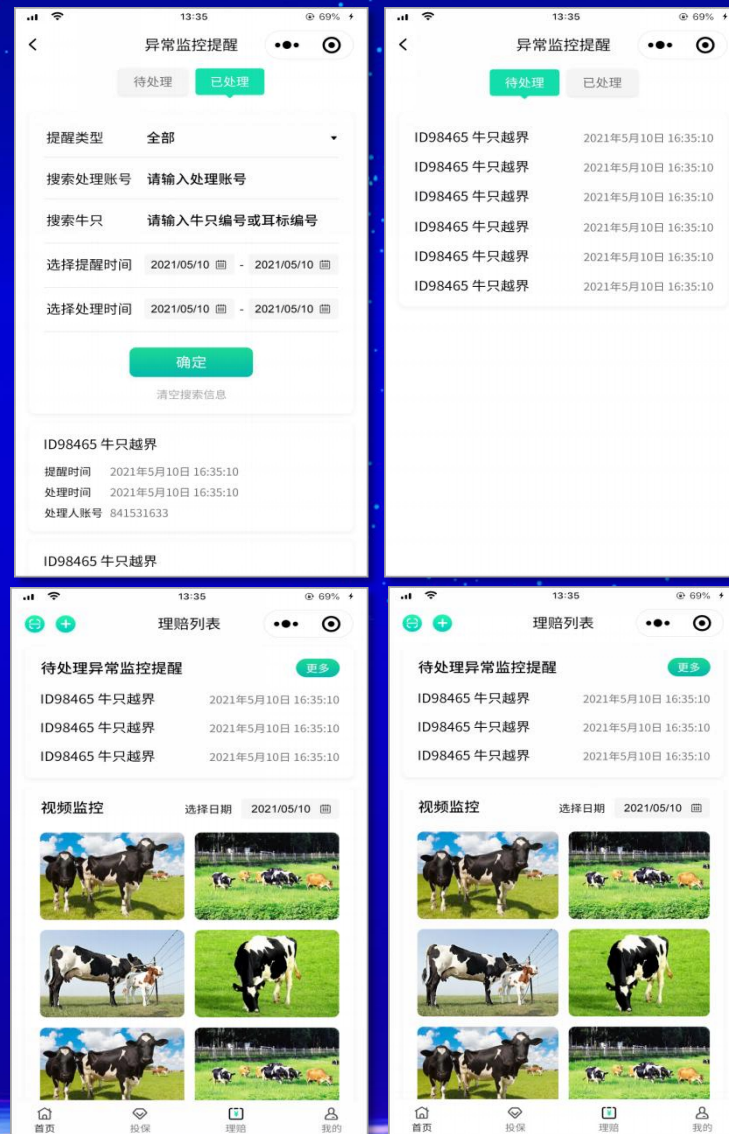 13:35
69%
异常监控提醒
待处理 已处理
提醒类型 全部
搜索处理账号 请输入处理账号
搜索牛只 请输入牛只编号或耳标编号
选择提醒时间 2021/05/10 - 2021/05/10
选择处理时间 2021/05/10 - 2021/05/10
确定
清空搜索信息
ID98465 牛只越界
提醒时间 2021年5月10日 16:35:10
处理时间 2021年5月10日 16:35:10
处理人账号 841531633
ID98465 牛只越界
13:35
69%
异常监控提醒
待处理 已处理
ID98465 牛只越界 2021年5月10日 16:35:10
ID98465 牛只越界 2021年5月10日 16:35:10
ID98465 牛只越界 2021年5月10日 16:35:10
ID98465 牛只越界 2021年5月10日 16:35:10
ID98465 牛只越界 2021年5月10日 16:35:10
ID98465 牛只越界 2021年5月10日 16:35:10
13:35
69%
理赔列表
待处理异常监控提醒 更多
ID98465 牛只越界 2021年5月10日 16:35:10
ID98465 牛只越界 2021年5月10日 16:35:10
ID98465 牛只越界 2021年5月10日 16:35:10
视频监控 选择日期 2021/05/10
首页 投保 理赔 我的
13:35
69%
理赔列表
待处理异常监控提醒 更多
ID98465 牛只越界 2021年5月10日 16:35:10
ID98465 牛只越界 2021年5月10日 16:35:10
ID98465 牛只越界 2021年5月10日 16:35:10
视频监控 选择日期 2021/05/10
首页 投保 理赔 我的